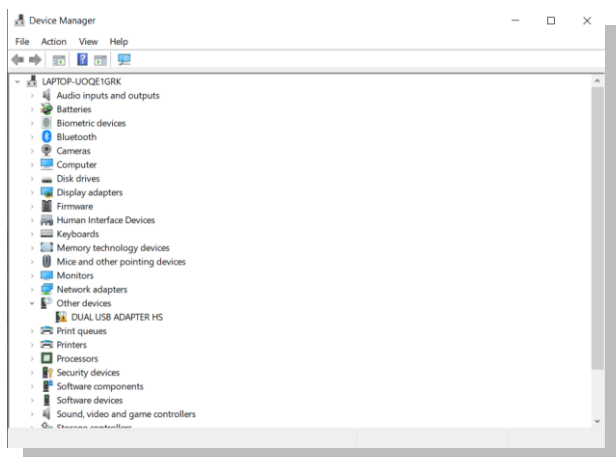 Device Manager
File Action View Help
LAPTOP-UOQE1GRK
Audio inputs and outputs
Batteries
Biometric devices
Bluetooth
Cameras
Computer
Disk drives
Display adapters
Firmware
Human Interface Devices
Keyboards
Memory technology devices
Mice and other pointing devices
Monitors
Network adapters
Other devices
DUAL USB ADAPTER HS
Print queues
Printers
Processors
Security devices
Software components
Software devices
Sound, video and game controllers
Storage controllers